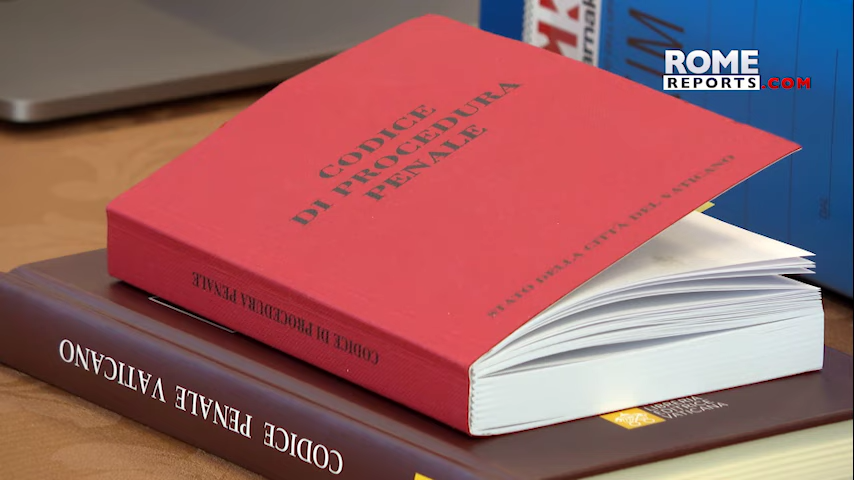 ROME
REPORTS.COM
CODICE
DI PROCEDURA
PENALE
STATO DELLA CITTÀ DEL VATICANO
CODICE DI PROCEDURA PENALE
CODICE PENALE VATICANO
LIBRERIA
EDITRICE
VATICANA